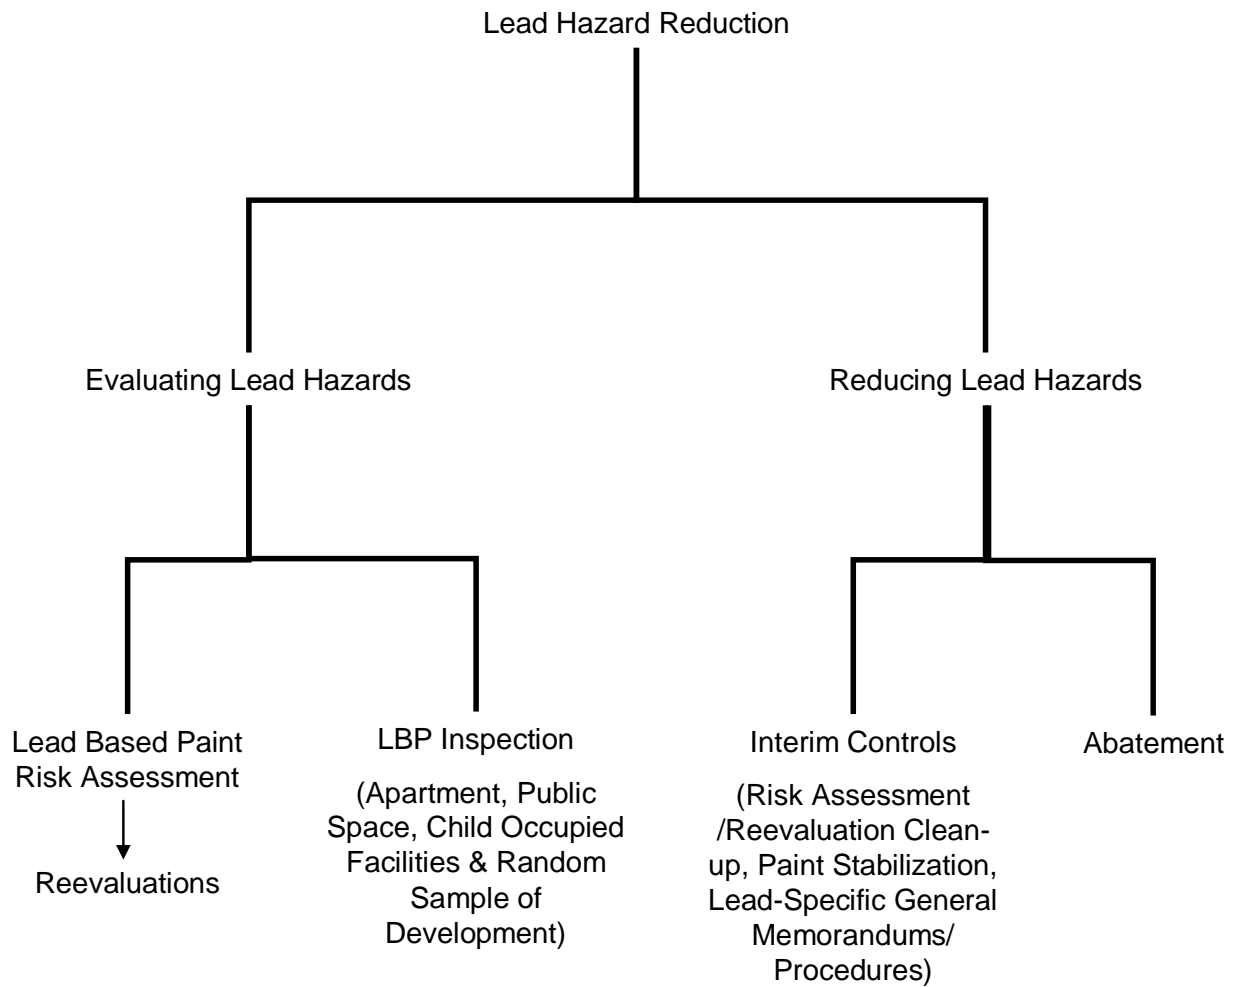 Lead Hazard Reduction
Evaluating Lead Hazards
Reducing Lead Hazards
Lead Based Paint
Risk Assessment
Reevaluations
LBP Inspection
(Apartment, Public
Space, Child Occupied
Facilities & Random
Sample of
Development)
Interim Controls
(Risk Assessment
/Reevaluation Clean-
up, Paint Stabilization,
Lead-Specific General
Memorandums/
Procedures)
Abatement